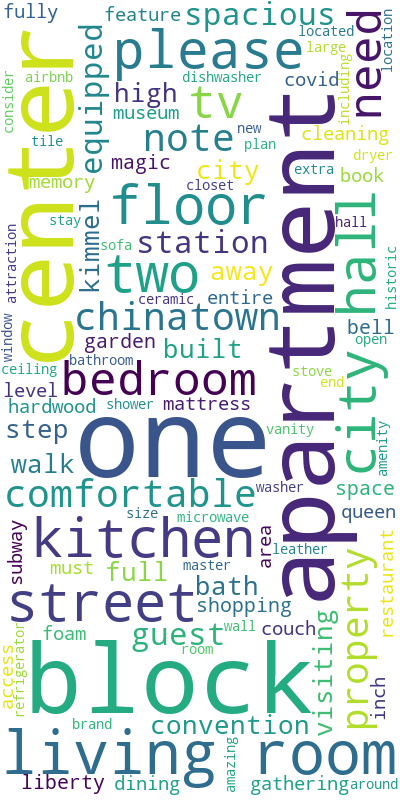 fully
feature
spacious
located
large
location
center
please
need
consider
airbnb
equipped
dishwasher
covid
including
high
tv
museum
new
cleaning
tile
note
plan
dryer
memory
magic
city
extra
book
closet
apartment
stay
floor
hall
city hall
attraction
kimmel
sofa
station
historic
two
away
window
ceramic
entire
chinatown
bell
garden
built
open
ceiling
bathroom
stove
level
bedroom
end
hardwood
shower
mattress
step
one
vanity
amenity
walk
comfortable
washer
space
size
microwave
queen
subway
kitchen
area
leather
must
full
master
property
restaurant
street
bath
shopping
foam
guest
wall
couch
visiting
access
refrigerator
room
block
inch
brand
convention
living room
amazing
liberty
dining
gathering
around